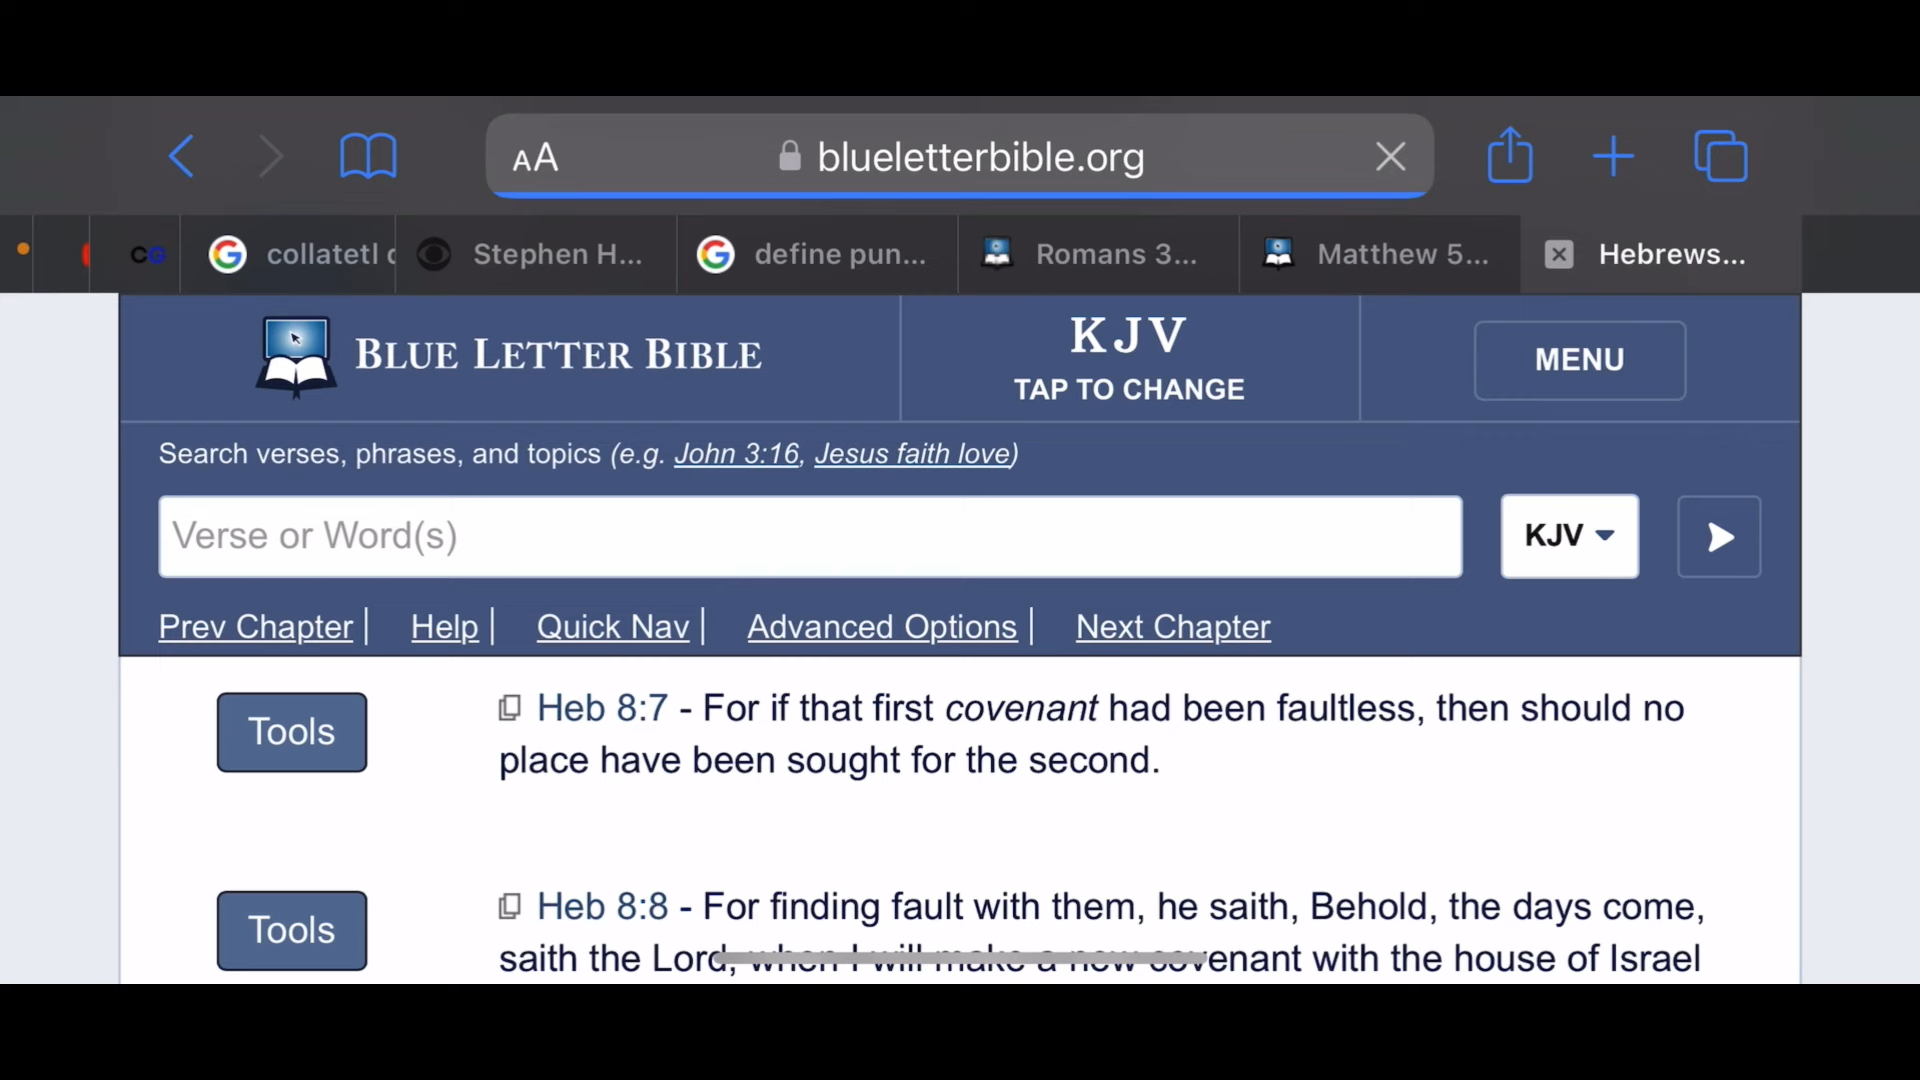 AA blueletterbible.org
CG collatetl Stephen H... define pun... Romans 3... Matthew 5... Hebrews...
BLUE LETTER BIBLE
KJV
TAP TO CHANGE
MENU
Search verses, phrases, and topics (e.g. John 3:16, Jesus faith love)
Verse or Word(s)
KJV
Prev Chapter| Help| Quick Nav| Advanced Options| Next Chapter
Tools
Heb 8:7 - For if that first covenant had been faultless, then should no
place have been sought for the second.
Tools
Heb 8:8 - For finding fault with them, he saith, Behold, the days come,
saith the Lord, when I will make a new covenant with the house of Israel